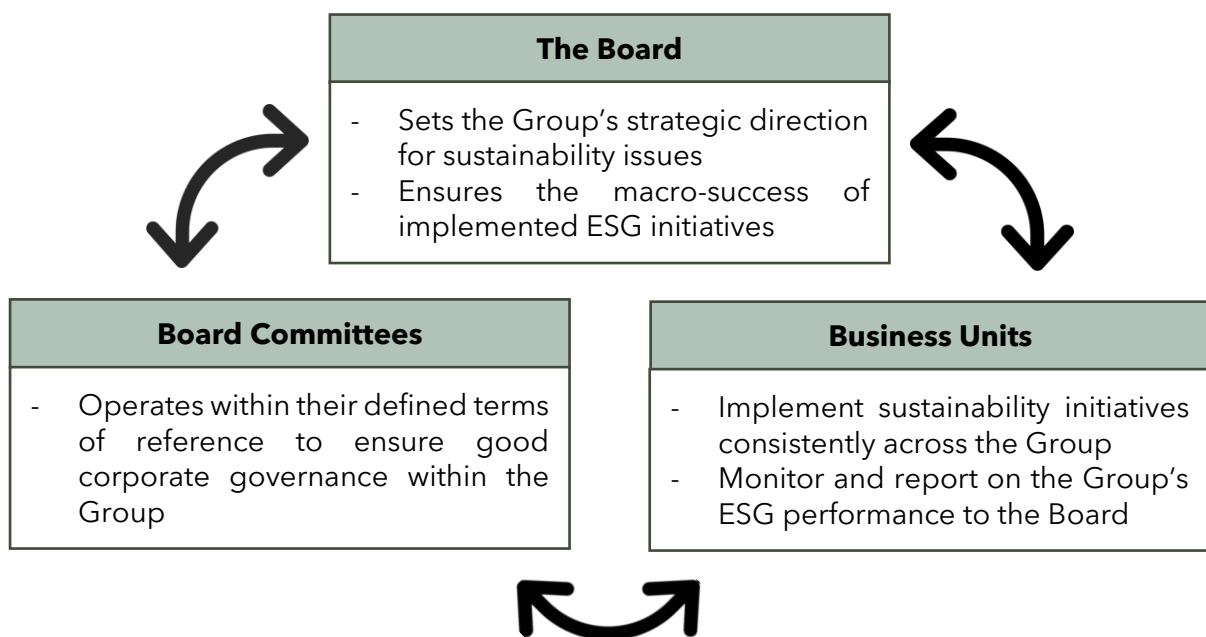 The Board
- Sets the Group’s strategic direction
for sustainability issues
- Ensures the macro-success of
implemented ESG initiatives
Board Committees
- Operates within their defined terms
of reference to ensure good
corporate governance within the
Group
Business Units
- Implement sustainability initiatives
consistently across the Group
- Monitor and report on the Group’s
ESG performance to the Board